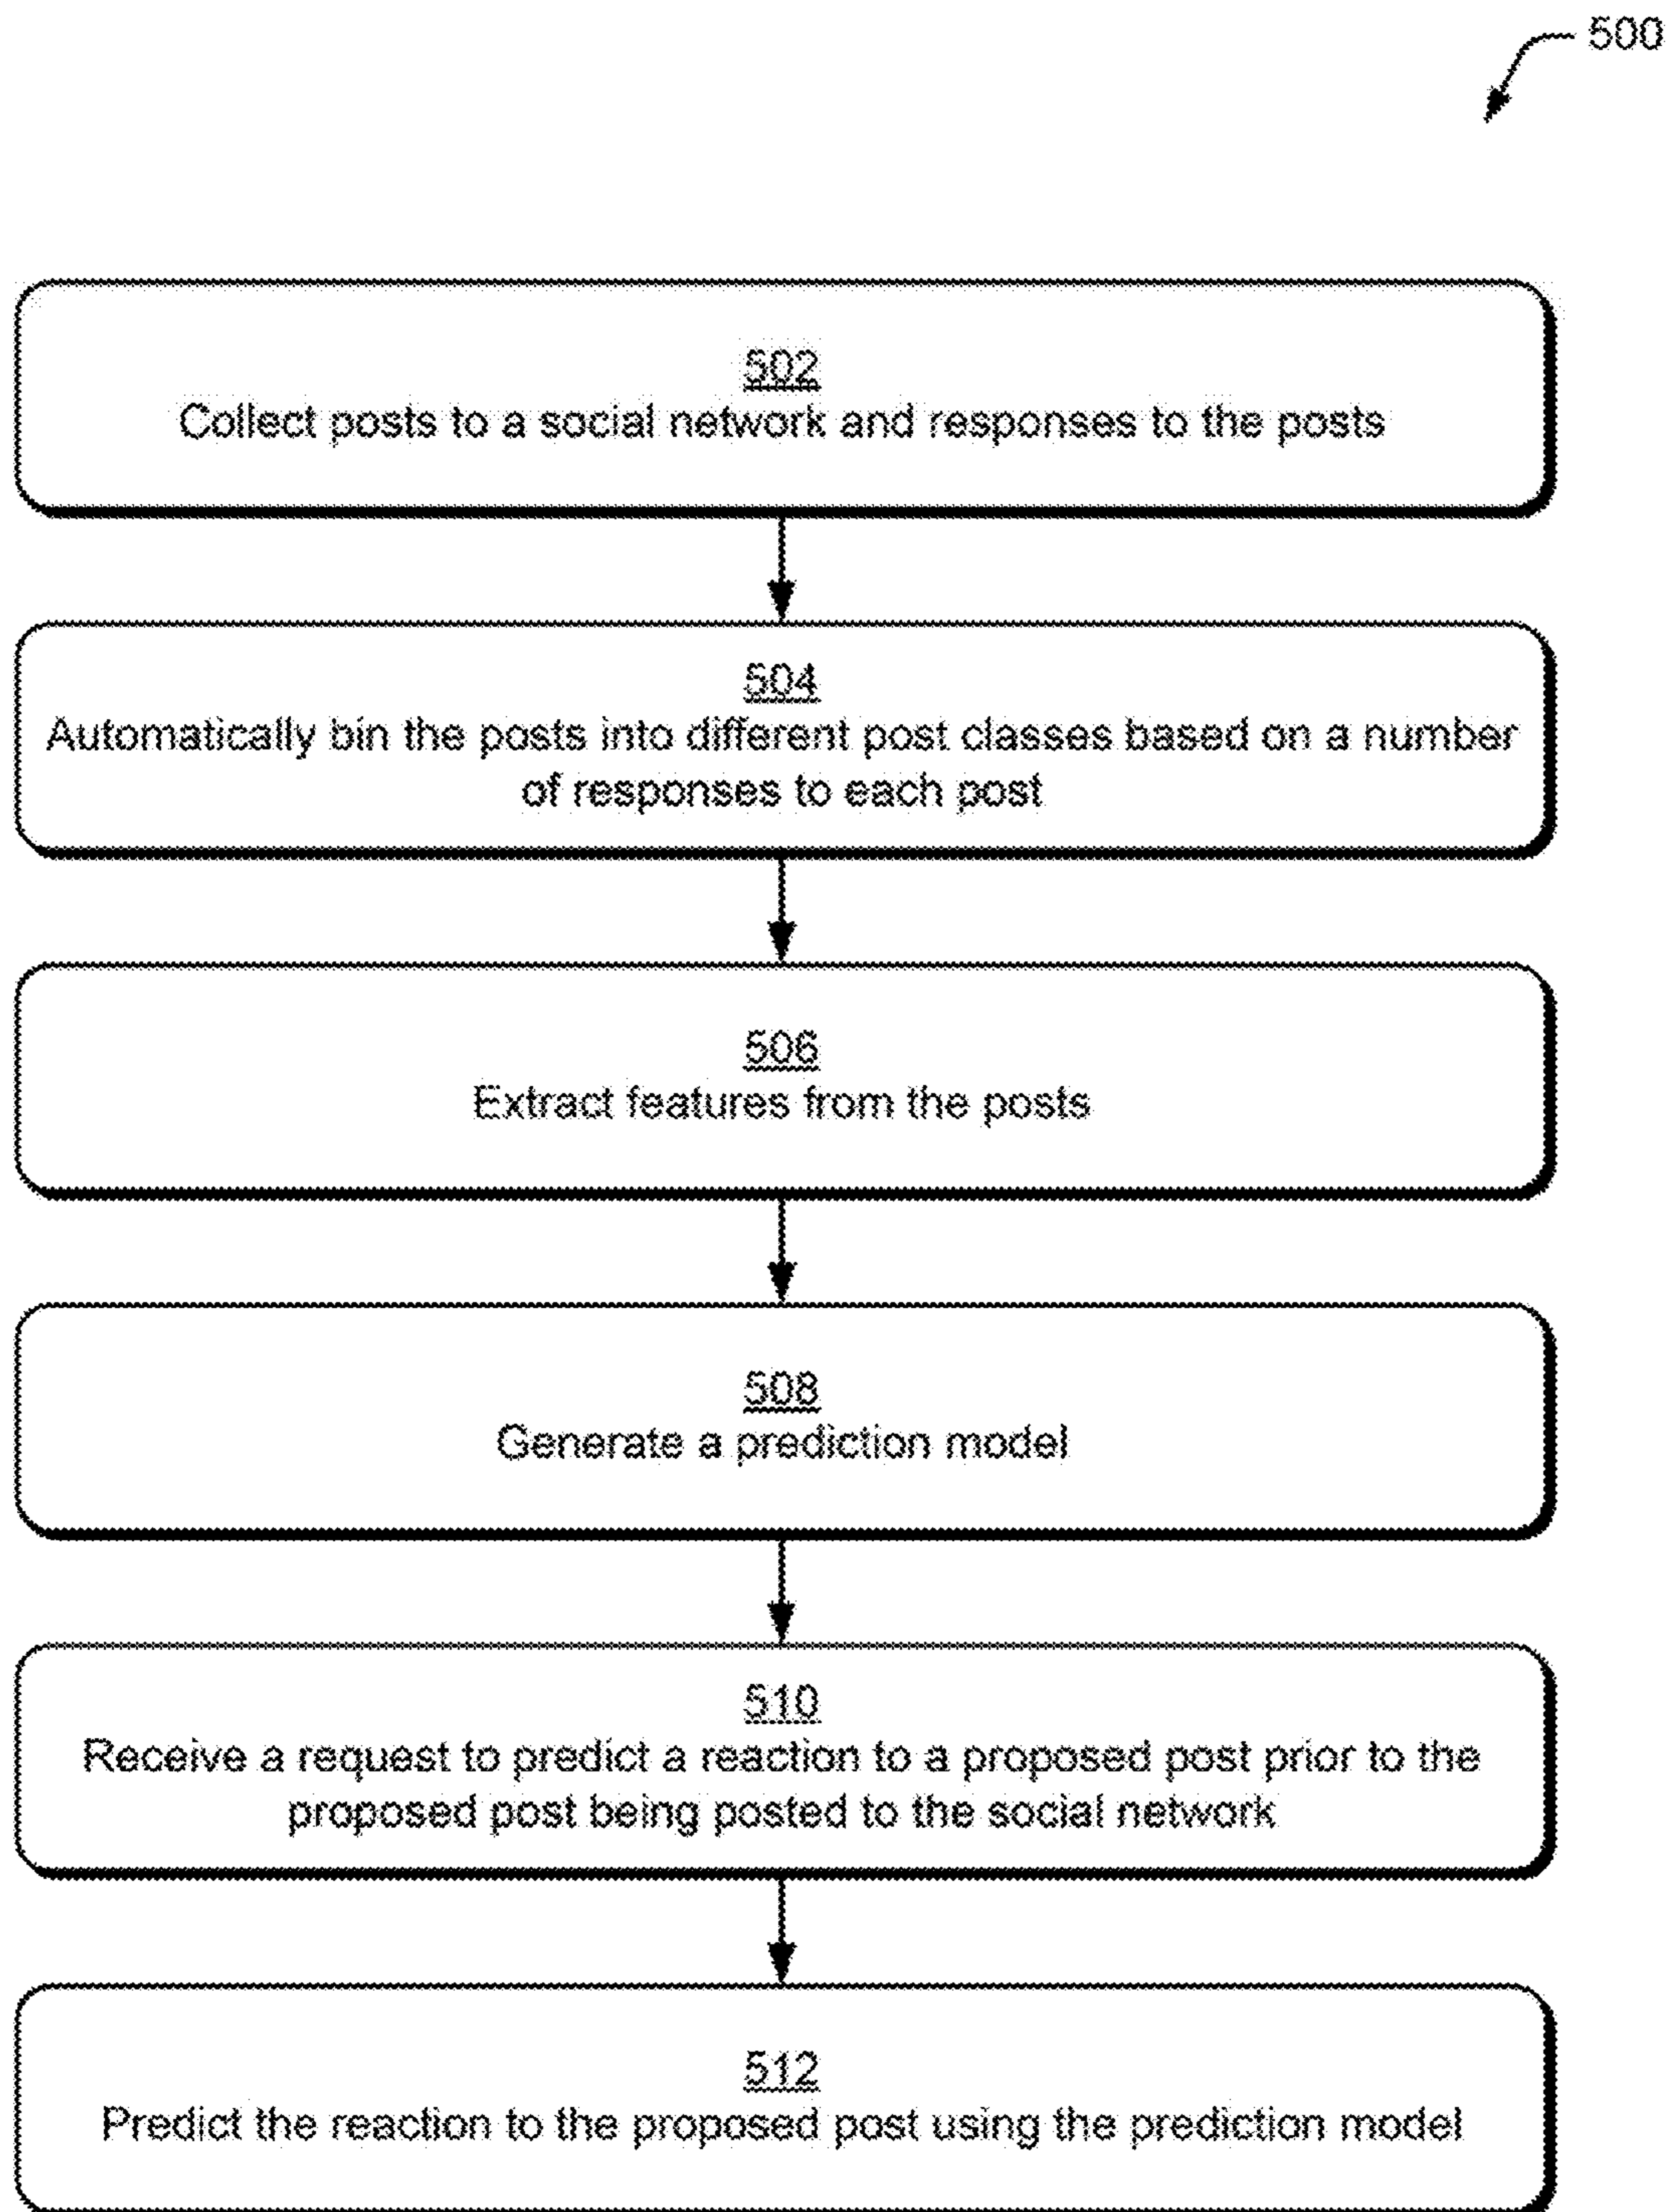 500
502
Collect posts to a social network and responses to the posts
504
Automatically bin the posts into different post classes based on a number
of responses to each post
506
Extract features from the posts
508
Generate a prediction model
510
Receive a request to predict a reaction to a proposed post prior to the
proposed post being posted to the social network
512
Predict the reaction to the proposed post using the prediction model